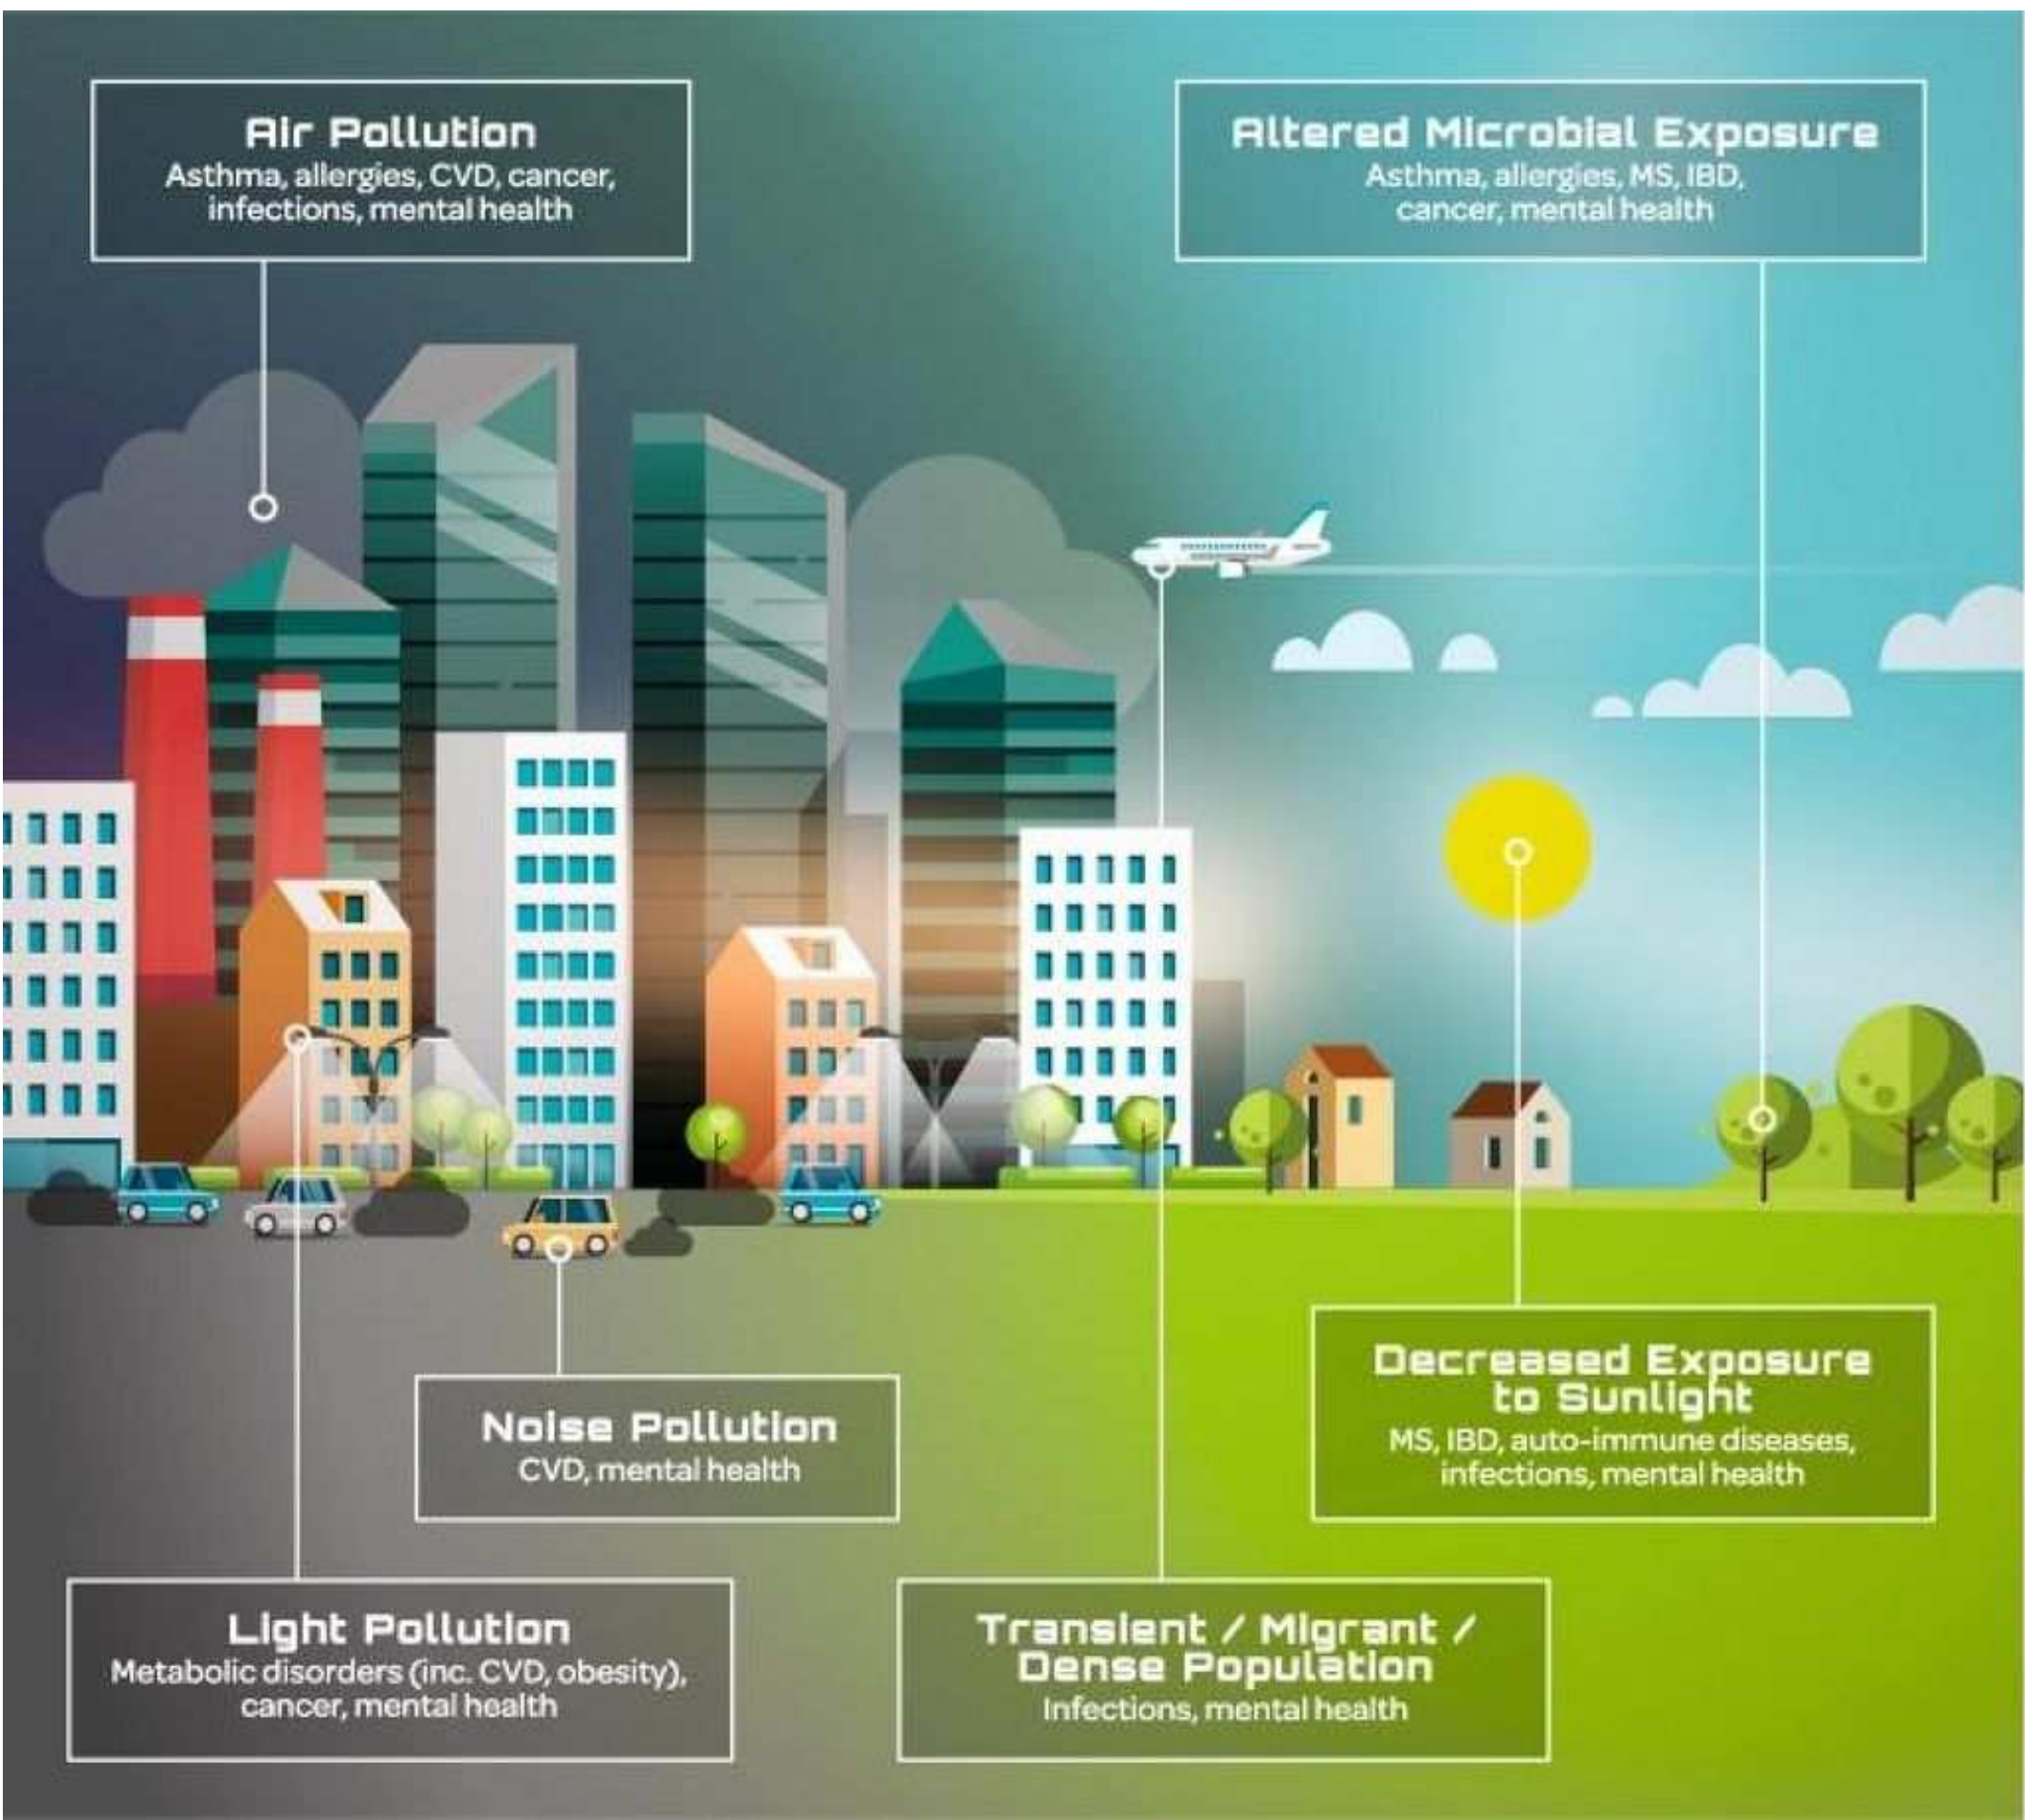 Air Pollution
Asthma, allergies, CVD, cancer,
infections, mental health
Altered Microbial Exposure
Asthma, allergies, MS, IBD,
cancer, mental health
Decreased Exposure
to Sunlight
MS, IBD, auto-immune diseases,
infections, mental health
Noise Pollution
CVD, mental health
Light Pollution
Metabolic disorders (inc. CVD, obesity),
cancer, mental health
Transient / Migrant /
Dense Population
Infections, mental health